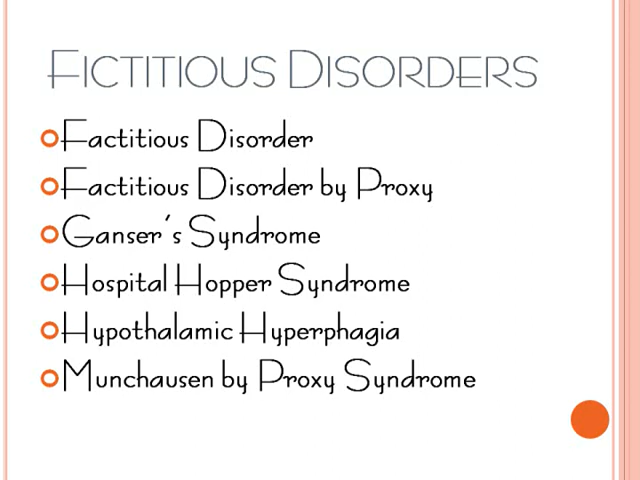 Fictitious Disorders
Factitious Disorder
Factitious Disorder by Proxy
Ganser's Syndrome
Hospital Hopper Syndrome
Hypothalamic Hyperphagia
Munchausen by Proxy Syndrome